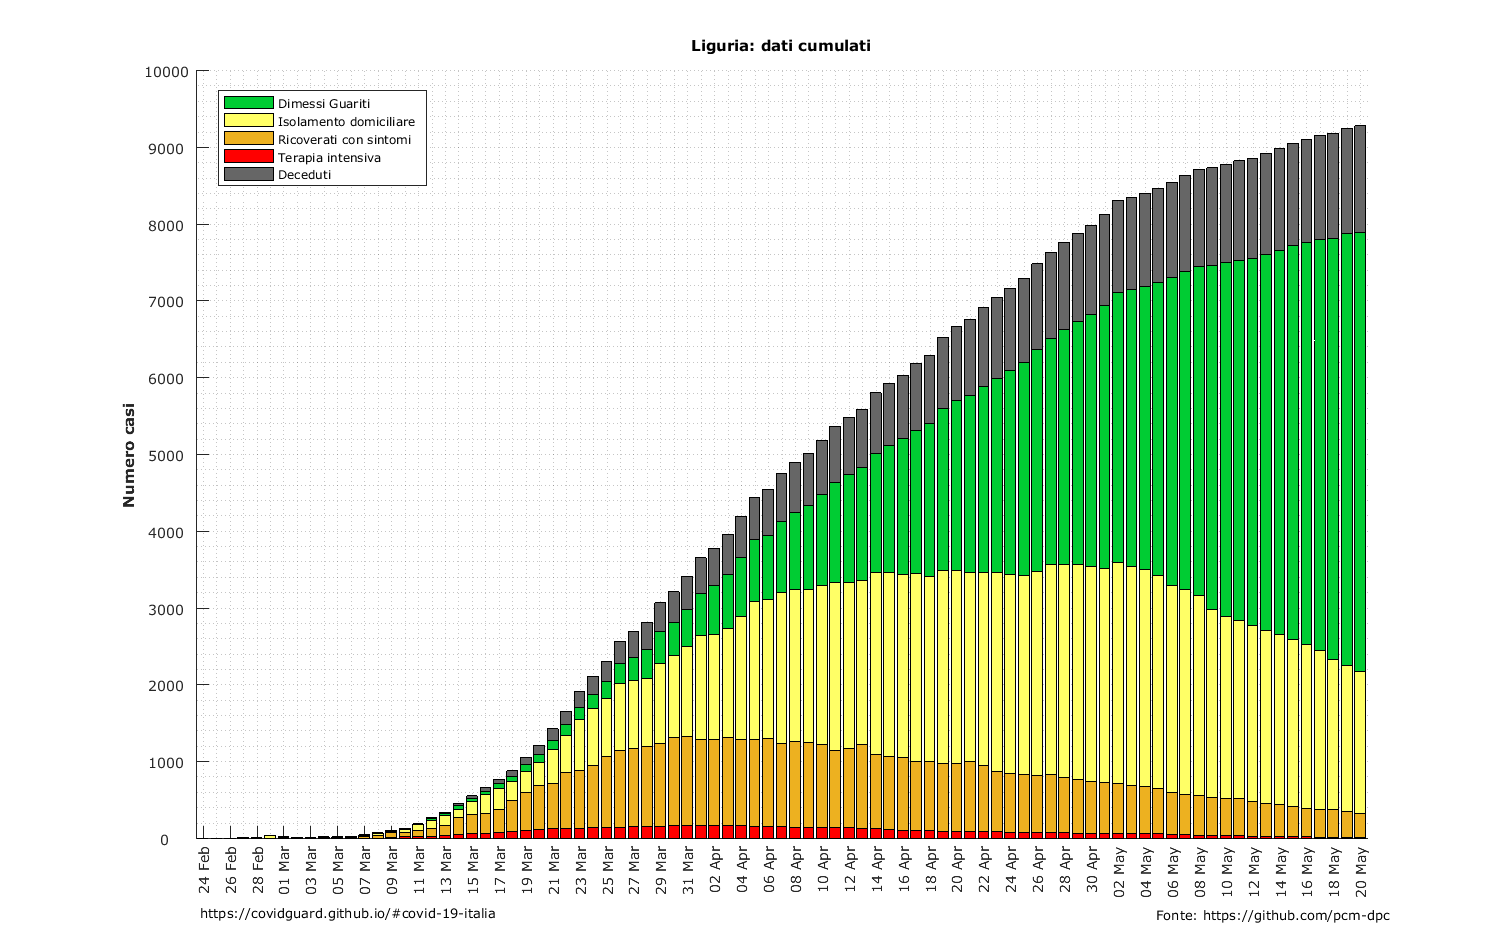 Liguria: dati cumulati
10000
9000
8000
7000
6000
5000
4000
3000
2000
1000
0
Numero casi
Dimessi Guariti
Isolamento domiciliare
Ricoverati con sintomi
Terapia intensiva
Deceduti
24 Feb
26 Feb
28 Feb
01 Mar
03 Mar
05 Mar
07 Mar
09 Mar
11 Mar
13 Mar
15 Mar
17 Mar
19 Mar
21 Mar
23 Mar
25 Mar
27 Mar
29 Mar
31 Mar
02 Apr
04 Apr
06 Apr
08 Apr
10 Apr
12 Apr
14 Apr
16 Apr
18 Apr
20 Apr
22 Apr
24 Apr
26 Apr
28 Apr
30 Apr
02 May
04 May
06 May
08 May
10 May
12 May
14 May
16 May
18 May
20 May
https://covidguard.github.io/#covid-19-italia
Fonte: https://github.com/pcm-dpc